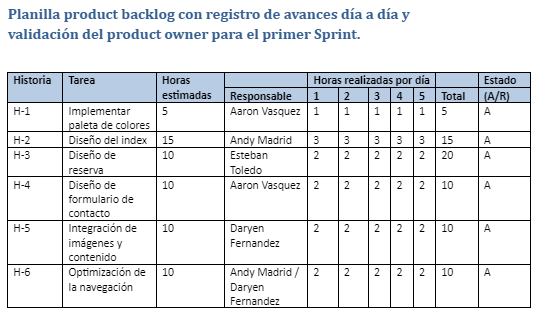 Planilla product backlog con registro de avances día a día y
validación del product owner para el primer Sprint.
Historia Tarea Horas estimadas Responsable Horas realizadas por día Estado
1 2 3 4 5 Total (A/R)
H-1 Implementar paleta de colores 5 Aaron Vasquez 1 1 1 1 1 5 A
H-2 Diseño del index 15 Andy Madrid 3 3 3 3 3 15 A
H-3 Diseño de reserva 10 Esteban Toledo 2 2 2 2 2 20 A
H-4 Diseño de formulario de contacto 10 Aaron Vasquez 2 2 2 2 2 10 A
H-5 Integración de imágenes y contenido 10 Daryen Fernandez 2 2 2 2 2 10 A
H-6 Optimización de la navegación 10 Andy Madrid / Daryen Fernandez 2 2 2 2 2 10 A